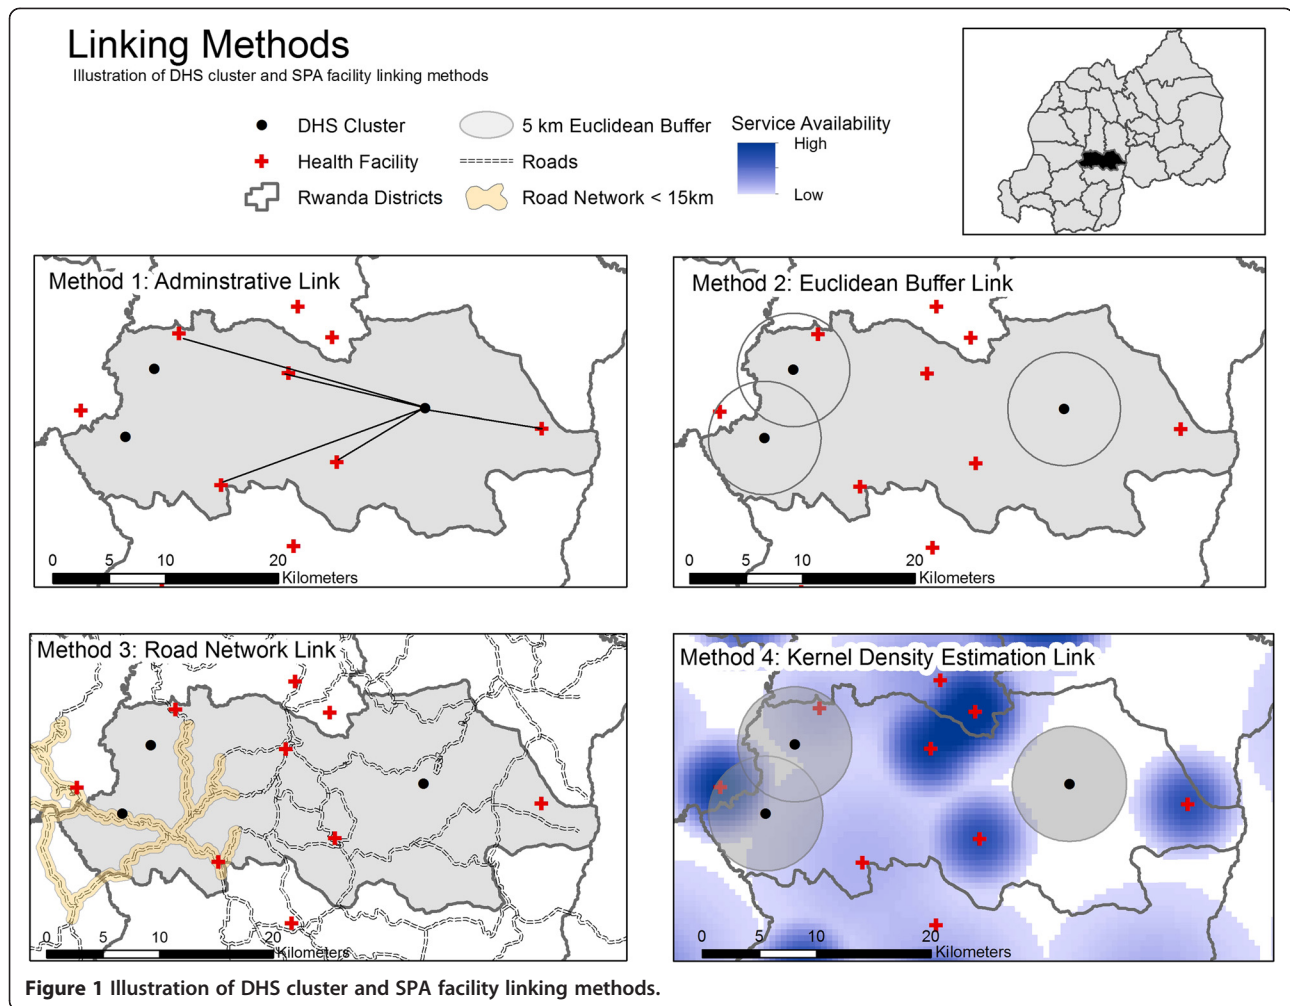 Linking Methods
Illustration of DHS cluster and SPA facility linking methods
DHS Cluster
5 km Euclidean Buffer
Service Availability
Health Facility
Roads
High
Rwanda Districts
Road Network < 15km
Low
Method 1: Adminstrative Link
0 5 10 20
Kilometers
Method 2: Euclidean Buffer Link
0 5 10 20
Kilometers
Method 3: Road Network Link
0 5 10 20
Kilometers
Method 4: Kernel Density Estimation Link
0 5 10 20
Kilometers
Figure 1 Illustration of DHS cluster and SPA facility linking methods.